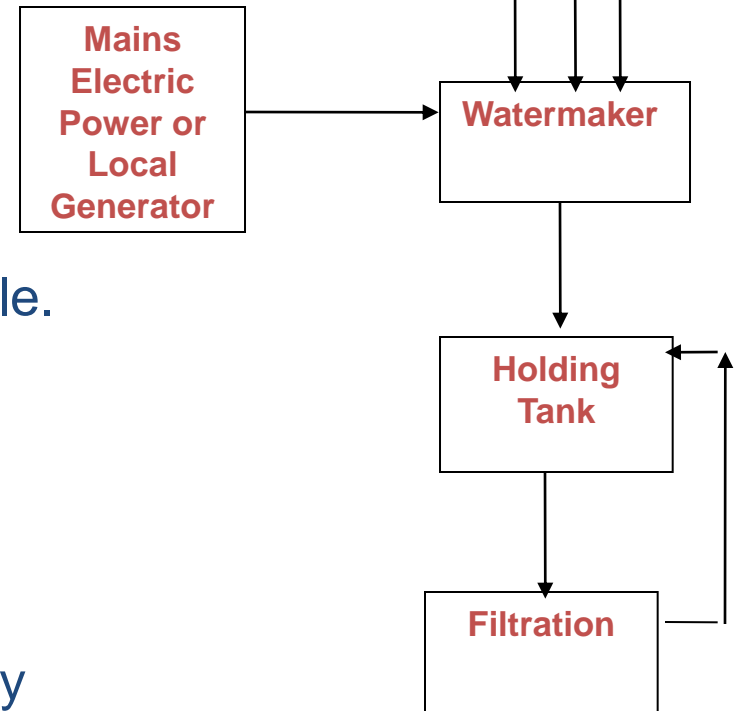 Mains
Electric
Power or
Local
Generator
Watermaker
le.
Holding
Tank
Filtration
y